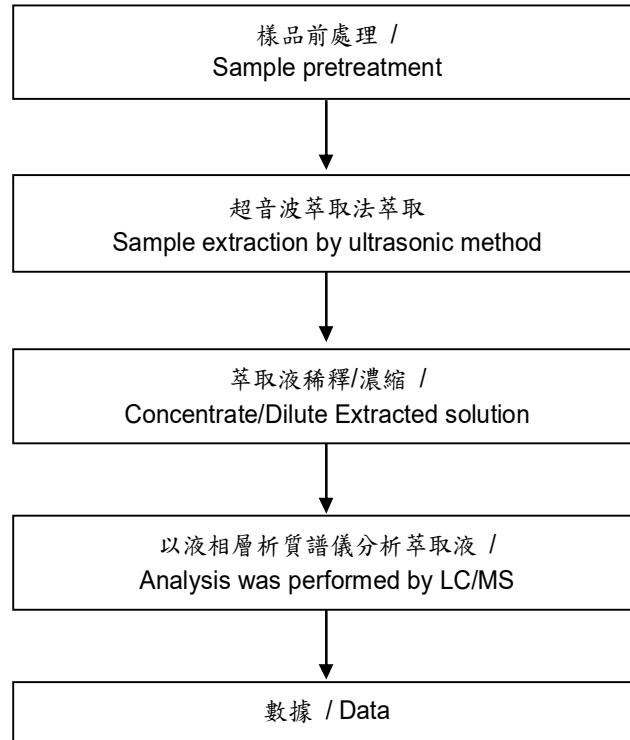 樣品前處理 /
Sample pretreatment
超音波萃取法萃取
Sample extraction by ultrasonic method
萃取液稀釋/濃縮 /
Concentrate/Dilute Extracted solution
以液相層析質譜儀分析萃取液 /
Analysis was performed by LC/MS
數據 / Data